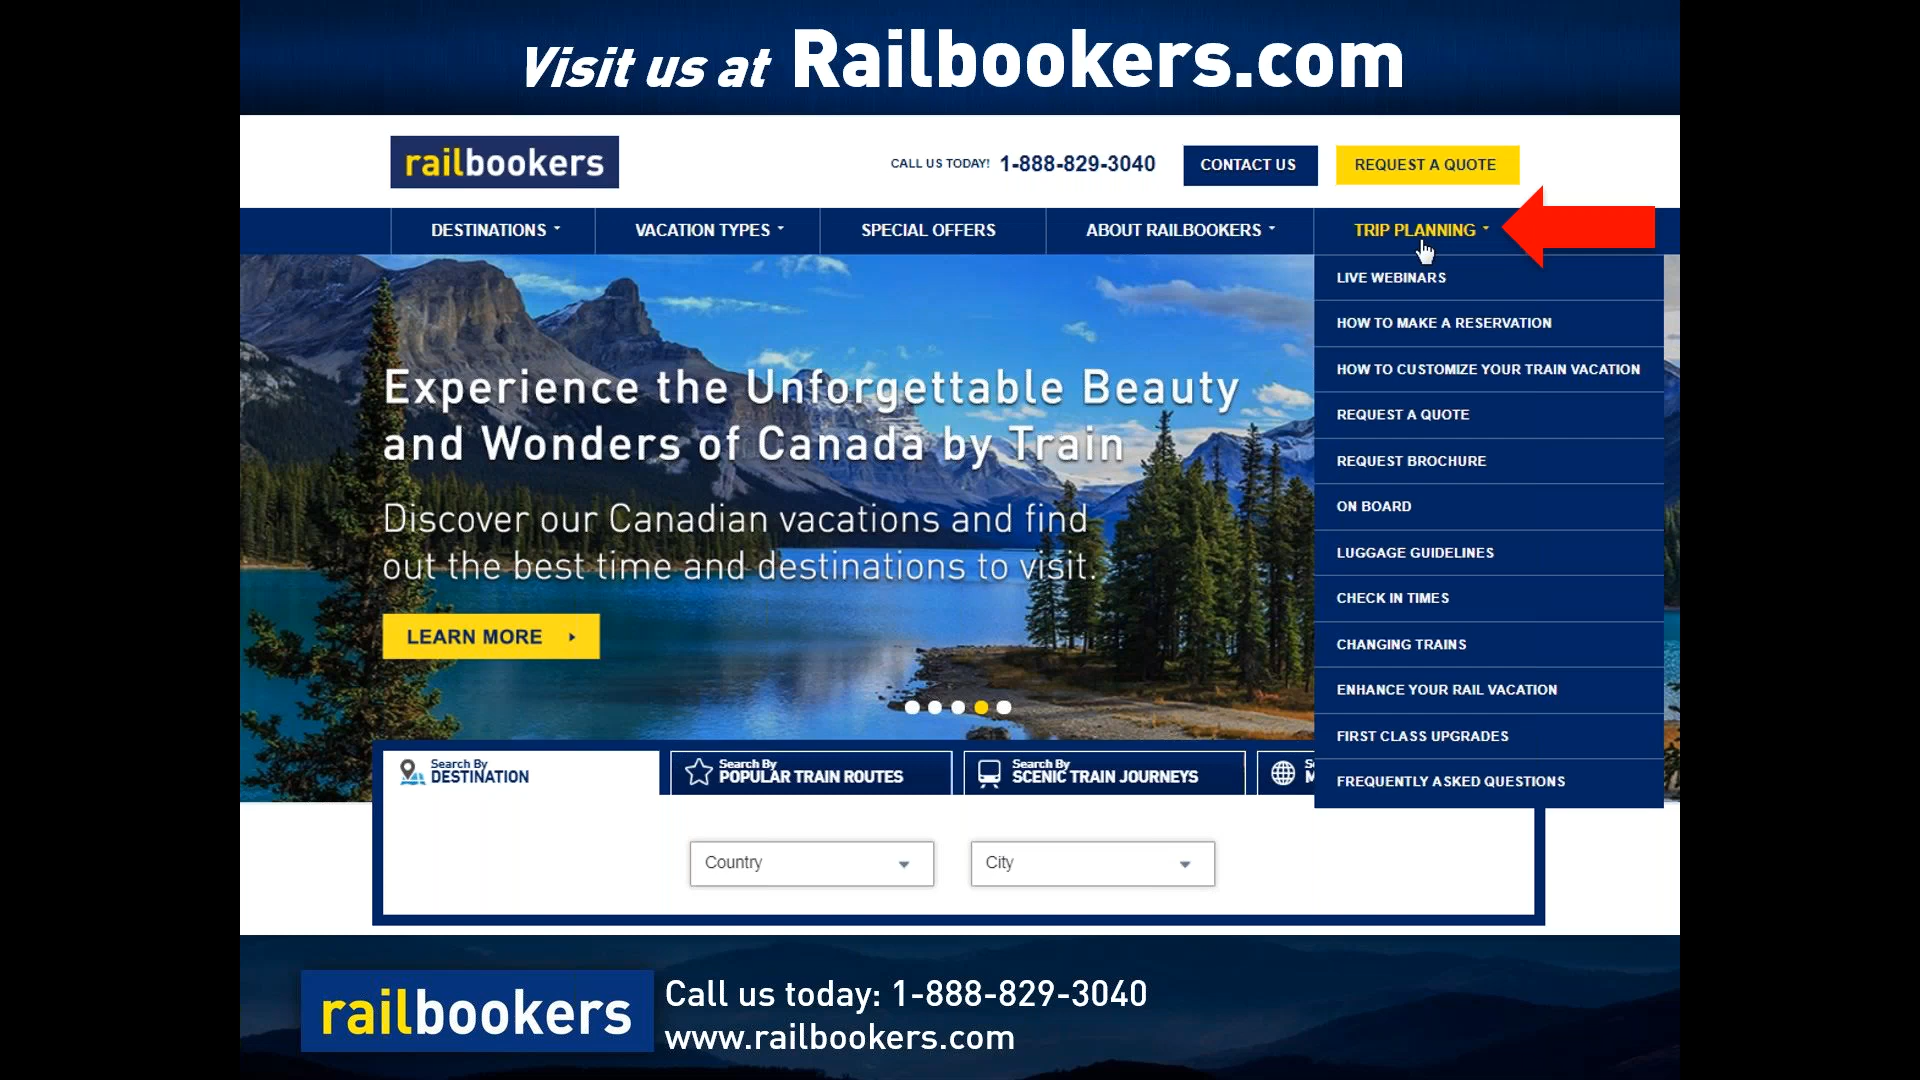 Visit us at Railbookers.com
railbookers
CALL US TODAY! 1-888-829-3040
CONTACT US
REQUEST A QUOTE
DESTINATIONS
VACATION TYPES
SPECIAL OFFERS
ABOUT RAILBOOKERS
TRIP PLANNING
LIVE WEBINARS
HOW TO MAKE A RESERVATION
HOW TO CUSTOMIZE YOUR TRAIN VACATION
REQUEST A QUOTE
REQUEST BROCHURE
ON BOARD
LUGGAGE GUIDELINES
CHECK IN TIMES
CHANGING TRAINS
ENHANCE YOUR RAIL VACATION
FIRST CLASS UPGRADES
FREQUENTLY ASKED QUESTIONS
Experience the Unforgettable Beauty
and Wonders of Canada by Train
Discover our Canadian vacations and find
out the best time and destinations to visit.
LEARN MORE
Search By
DESTINATION
Search By
POPULAR TRAIN ROUTES
Search By
SCENIC TRAIN JOURNEYS
Country
City
railbookers
Call us today: 1-888-829-3040
www.railbookers.com